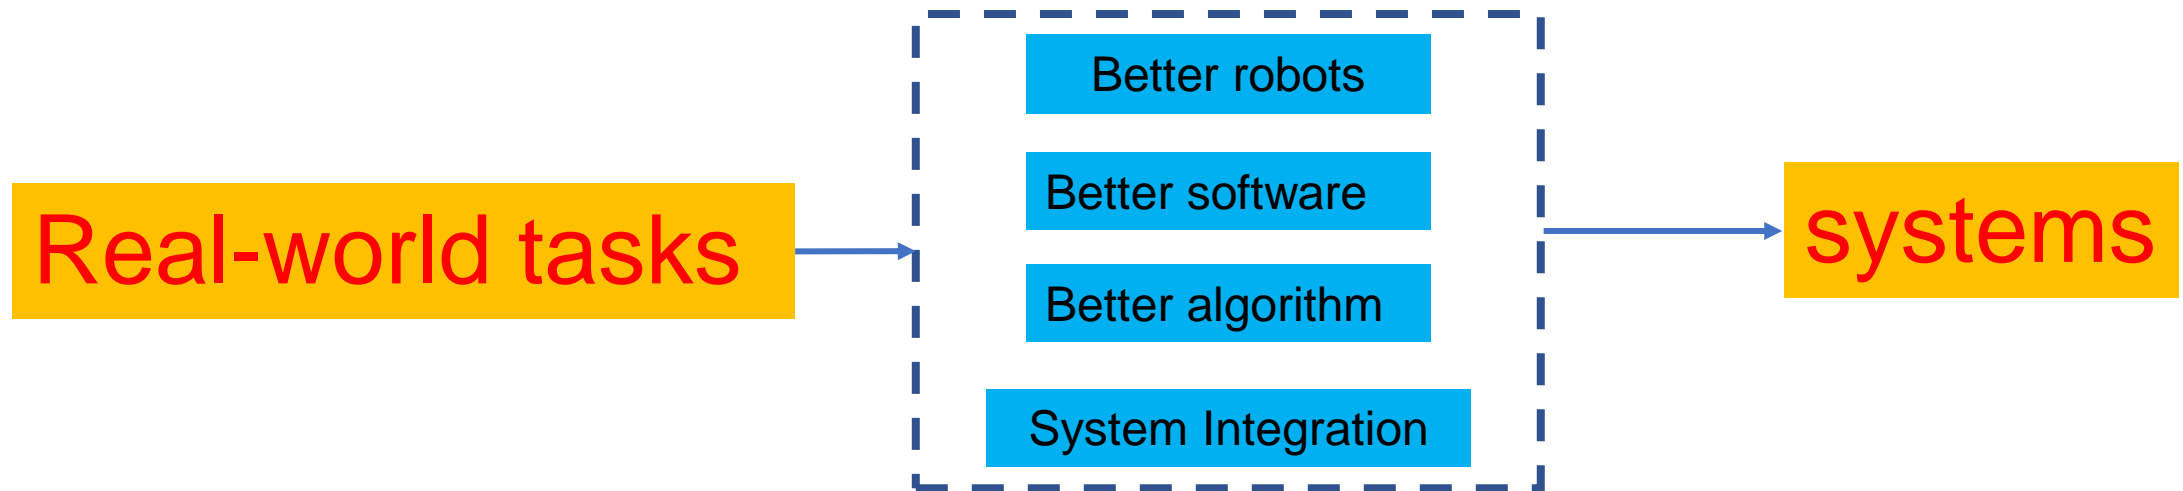 Better robots
Better software
Real-world tasks
systems
Better algorithm
System Integration